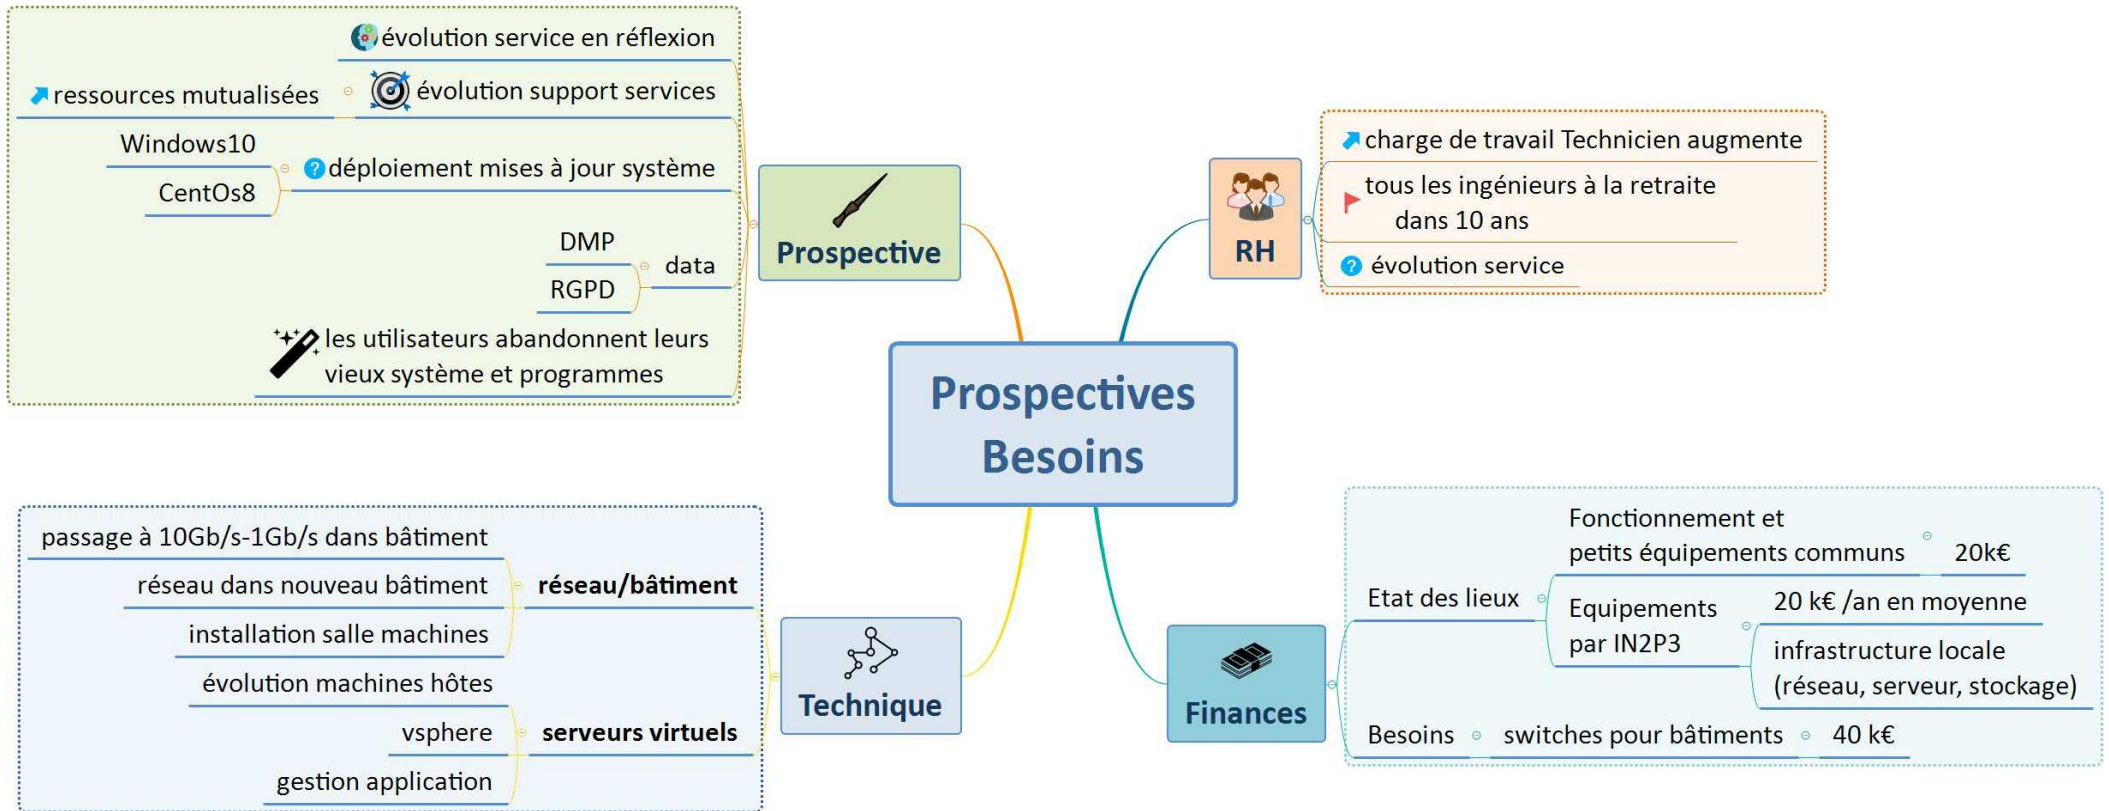 Prospectives
Besoins
Prospective
évolution service en réflexion
évolution support services
ressources mutualisées
déploiement mises à jour système
Windows10
CentOs8
data
DMP
RGPD
les utilisateurs abandonnent leurs
vieux système et programmes
RH
charge de travail Technicien augmente
tous les ingénieurs à la retraite
dans 10 ans
? évolution service
Technique
réseau/bâtiment
passage à 10Gb/s-1Gb/s dans bâtiment
réseau dans nouveau bâtiment
installation salle machines
serveurs virtuels
évolution machines hôtes
vsphere
gestion application
Finances
Etat des lieux
Fonctionnement et
petits équipements communs
20k€
Equipements
par IN2P3
20 k€ /an en moyenne
infrastructure locale
(réseau, serveur, stockage)
Besoins
switches pour bâtiments
40 k€